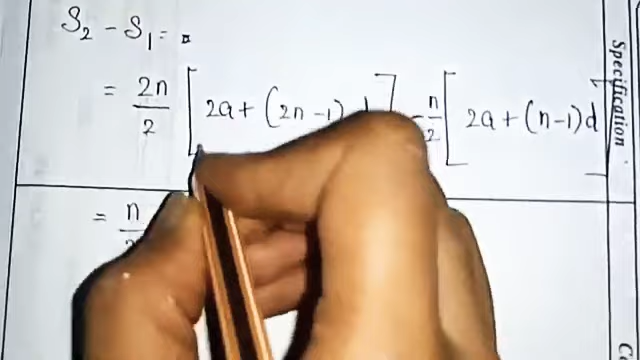 S₂ - S₁ =
= 2n/2 [2a + (2n - 1) d] - n/2 [2a + (n-1)d]
= n
Specification